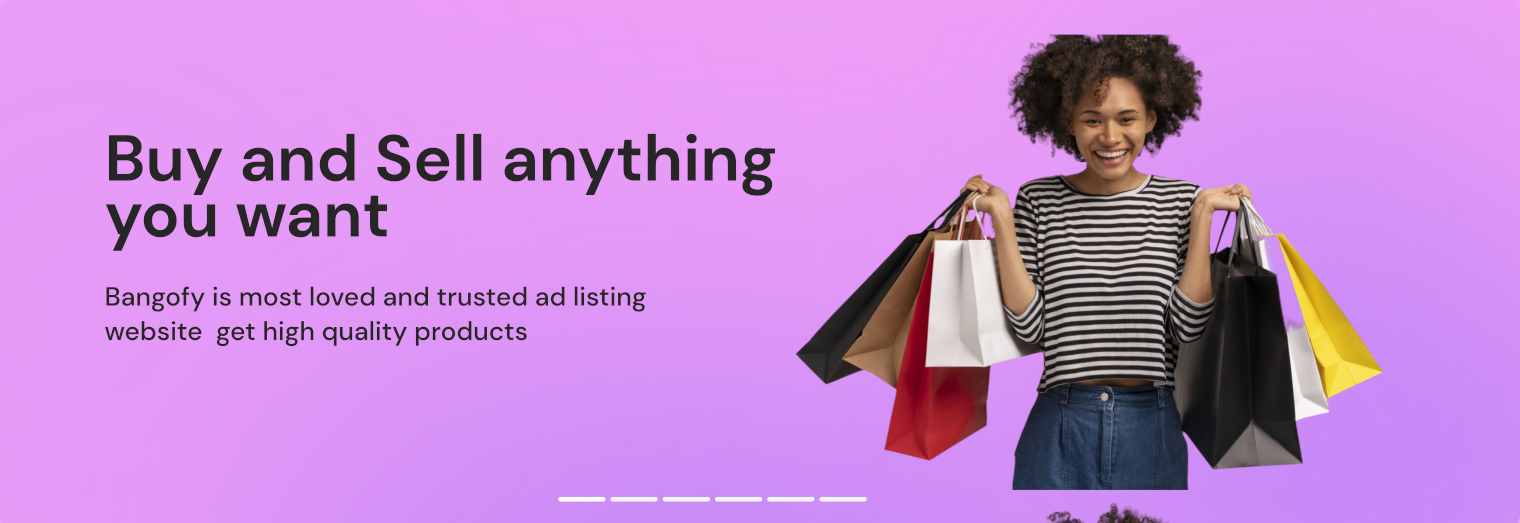 Buy and Sell anything
you want
Bangofy is most loved and trusted ad listing
website  get high quality products